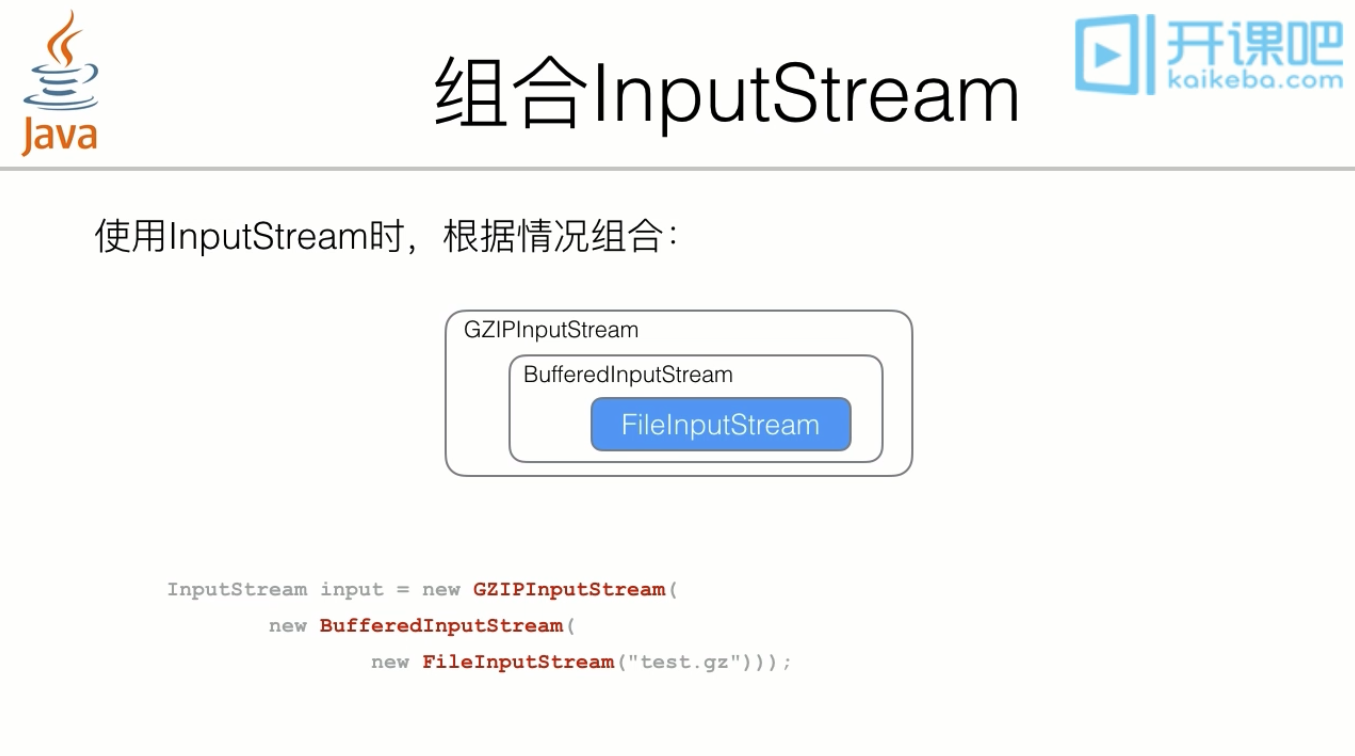 Java
组合InputStream
开课吧
kaikeba.com
使用InputStream时，根据情况组合：
GZIPInputStream
BufferedInputStream
FileInputStream
InputStream input = new GZIPInputStream(
new BufferedInputStream(
new FileInputStream("test.gz")));